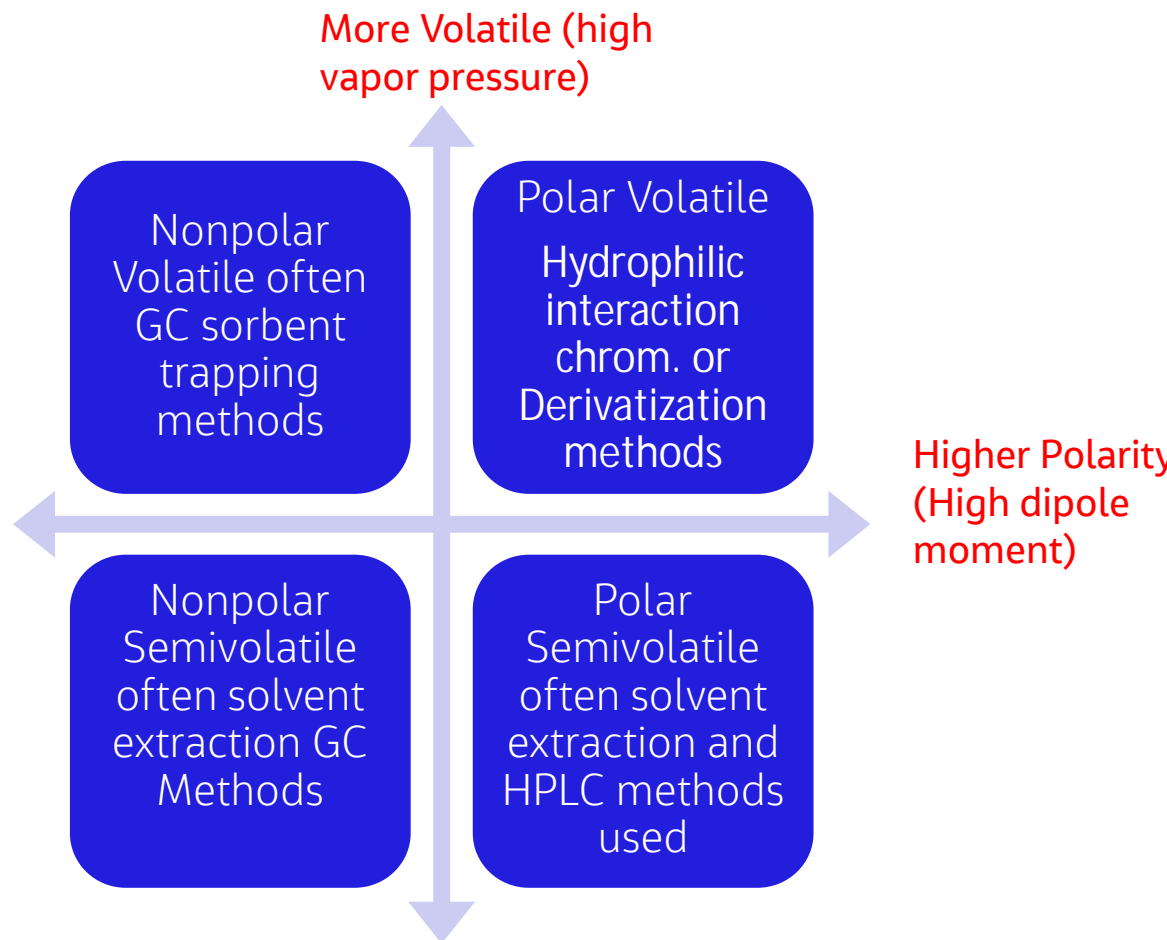 More Volatile (high
vapor pressure)
Nonpolar
Volatile often
GC sorbent
trapping
methods
Polar Volatile
Hydrophilic
interaction
chrom. or
Derivatization
methods
Higher Polarity
(High dipole
moment)
Nonpolar
Semivolatile
often solvent
extraction GC
Methods
Polar
Semivolatile
often solvent
extraction and
HPLC methods
used